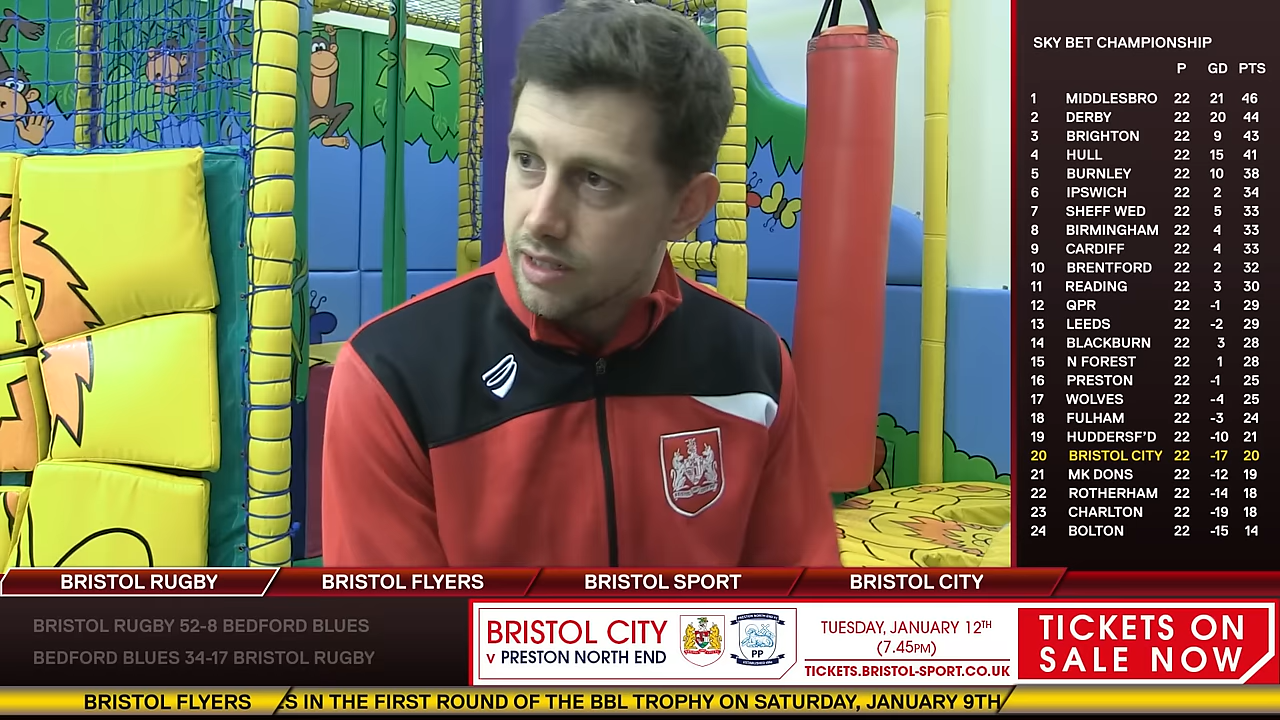 SKY BET CHAMPIONSHIP
P GD PTS
1 MIDDLESBRO 22 21 46
2 DERBY 22 20 44
3 BRIGHTON 22 9 43
4 HULL 22 15 41
5 BURNLEY 22 10 38
6 IPSWICH 22 2 34
7 SHEFF WED 22 5 33
8 BIRMINGHAM 22 4 33
9 CARDIFF 22 4 33
10 BRENTFORD 22 2 32
11 READING 22 3 30
12 QPR 22 -1 29
13 LEEDS 22 -2 29
14 BLACKBURN 22 3 28
15 N FOREST 22 1 28
16 PRESTON 22 -1 25
17 WOLVES 22 -4 25
18 FULHAM 22 -3 24
19 HUDDERSF'D 22 -10 21
20 BRISTOL CITY 22 -17 20
21 MK DONS 22 -12 19
22 ROTHERHAM 22 -14 18
23 CHARLTON 22 -19 18
24 BOLTON 22 -15 14
BRISTOL RUGBY BRISTOL FLYERS BRISTOL SPORT BRISTOL CITY
BRISTOL RUGBY 52-8 BEDFORD BLUES
BEDFORD BLUES 34-17 BRISTOL RUGBY
BRISTOL CITY
v PRESTON NORTH END
PP
TUESDAY, JANUARY 12TH
(7.45PM)
TICKETS.BRISTOL-SPORT.CO.UK
TICKETS ON
SALE NOW
BRISTOL FLYERS S IN THE FIRST ROUND OF THE BBL TROPHY ON SATURDAY, JANUARY 9TH